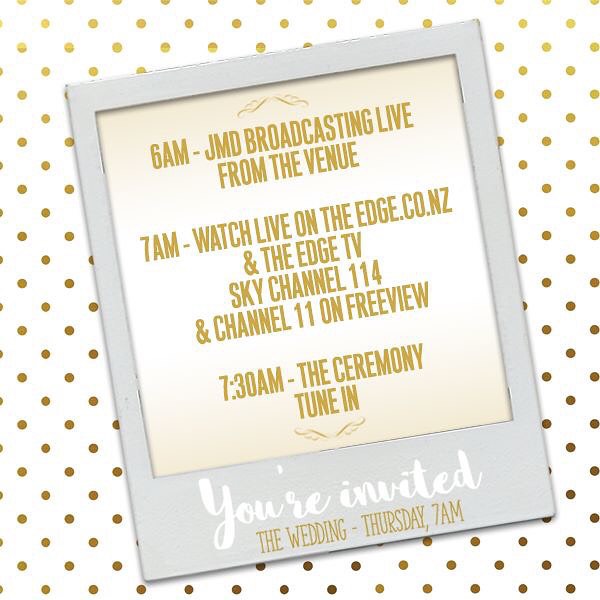 6AM - JMD BROADCASTING LIVE
FROM THE VENUE
7AM - WATCH LIVE ON THE EDGE.CO.NZ
& THE EDGE TV
SKY CHANNEL 114
& CHANNEL 11 ON FREEVIEW
7:30AM - THE CEREMONY
TUNE IN
You're invited
THE WEDDING - THURSDAY, 7AM